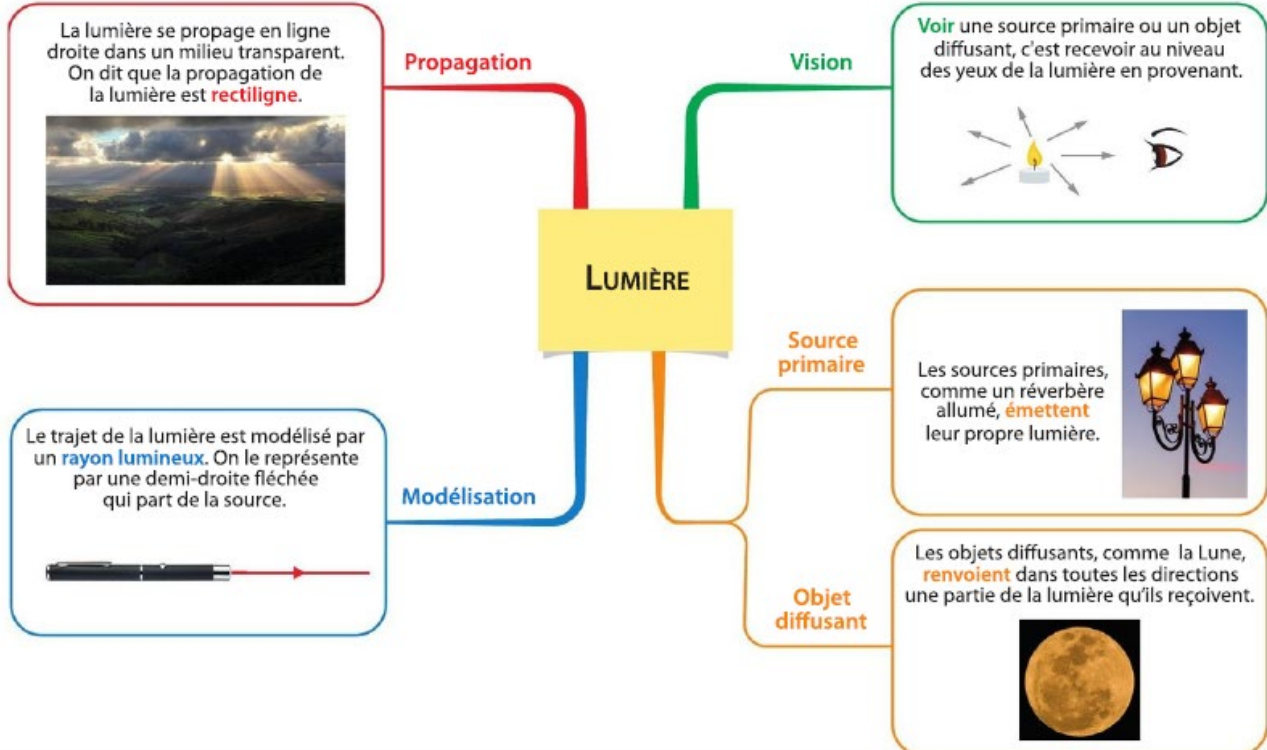 La lumière se propage en ligne
droite dans un milieu transparent.
On dit que la propagation de
la lumière est rectiligne.
Propagation
Vision
Voir une source primaire ou un objet
diffusant, c'est recevoir au niveau
des yeux de la lumière en provenant.
LUMIÈRE
Source
primaire
Les sources primaires,
comme un réverbère
allumé, émettent
leur propre lumière.
Le trajet de la lumière est modélisé par
un rayon lumineux. On le représente
par une demi-droite fléchée
qui part de la source.
Modélisation
Objet
diffusant
Les objets diffusants, comme la Lune,
renvoient dans toutes les directions
une partie de la lumière qu'ils reçoivent.